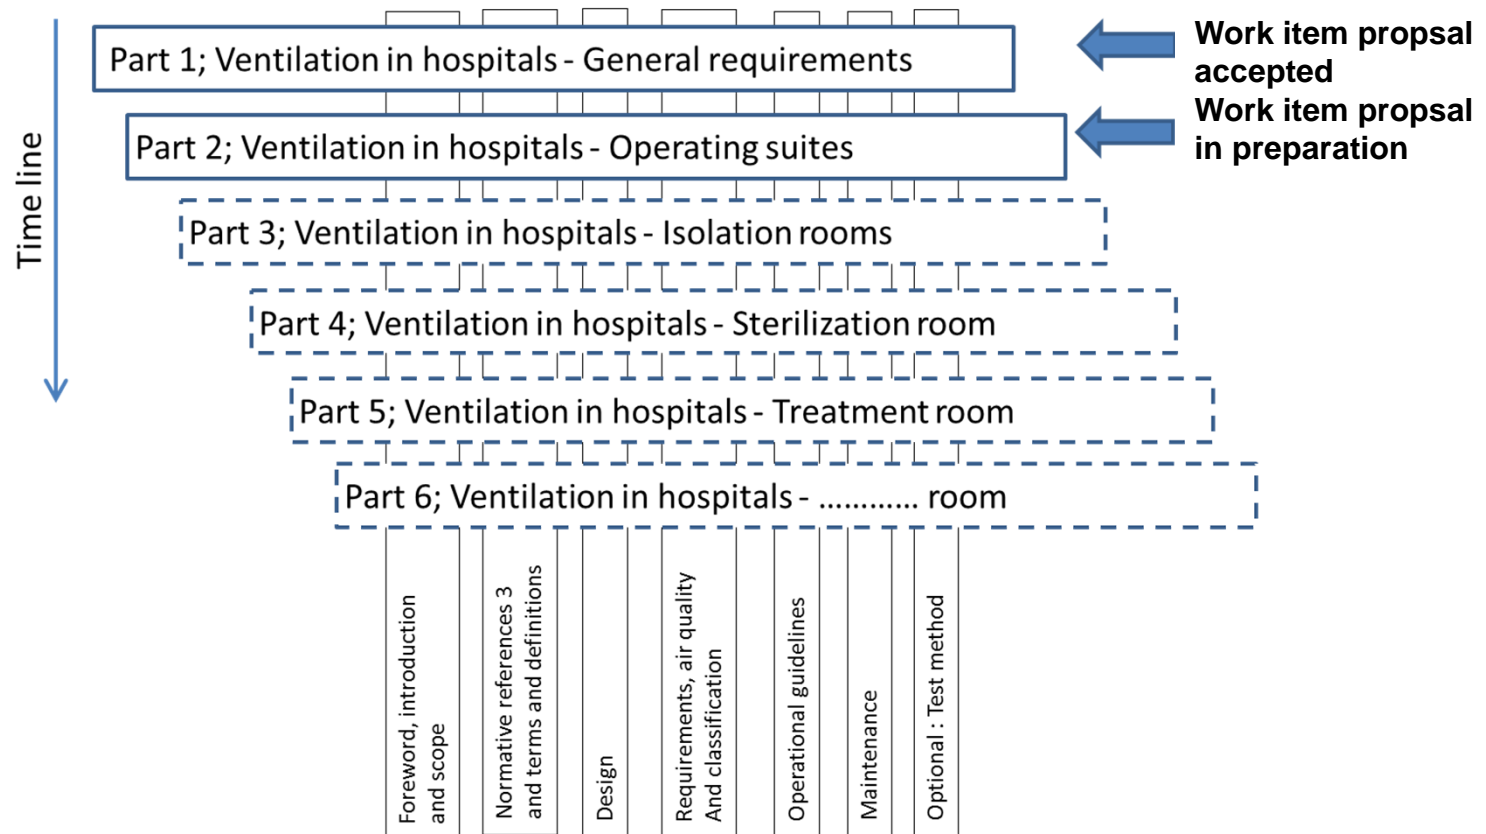 Time line
Part 1; Ventilation in hospitals - General requirements
Work item propsal
accepted
Part 2; Ventilation in hospitals - Operating suites
Work item propsal
in preparation
Part 3; Ventilation in hospitals - Isolation rooms
Part 4; Ventilation in hospitals - Sterilization room
Part 5; Ventilation in hospitals - Treatment room
Part 6; Ventilation in hospitals - ............ room
Foreword, introduction
and scope
Normative references 3
and terms and definitions
Design
Requirements, air quality
And classification
Operational guidelines
Maintenance
Optional : Test method